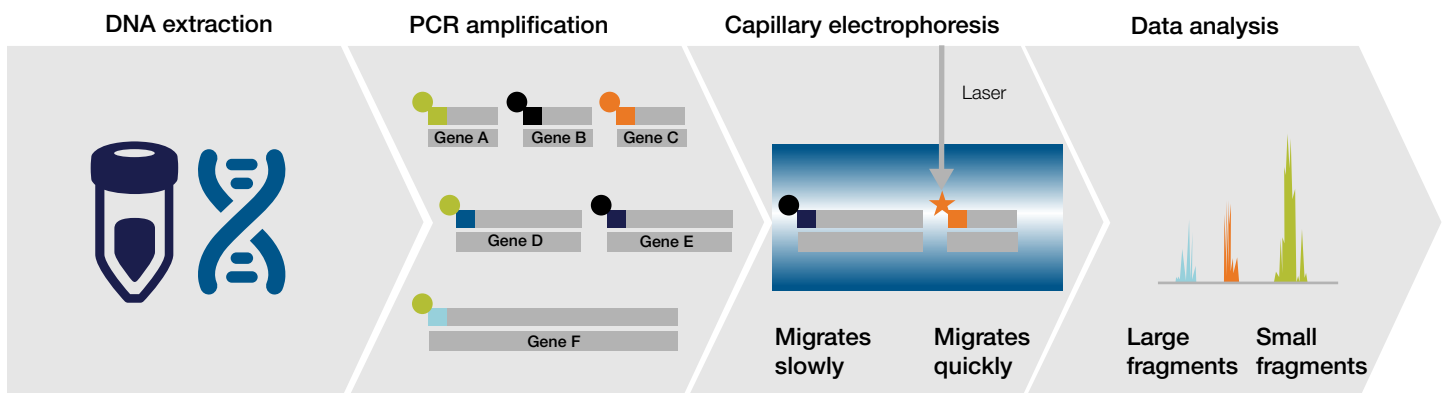 DNA extraction
PCR amplification
Capillary electrophoresis
Data analysis
Laser
Gene A
Gene B
Gene C
Gene D
Gene E
Gene F
Migrates
slowly
Migrates
quickly
Large
fragments
Small
fragments